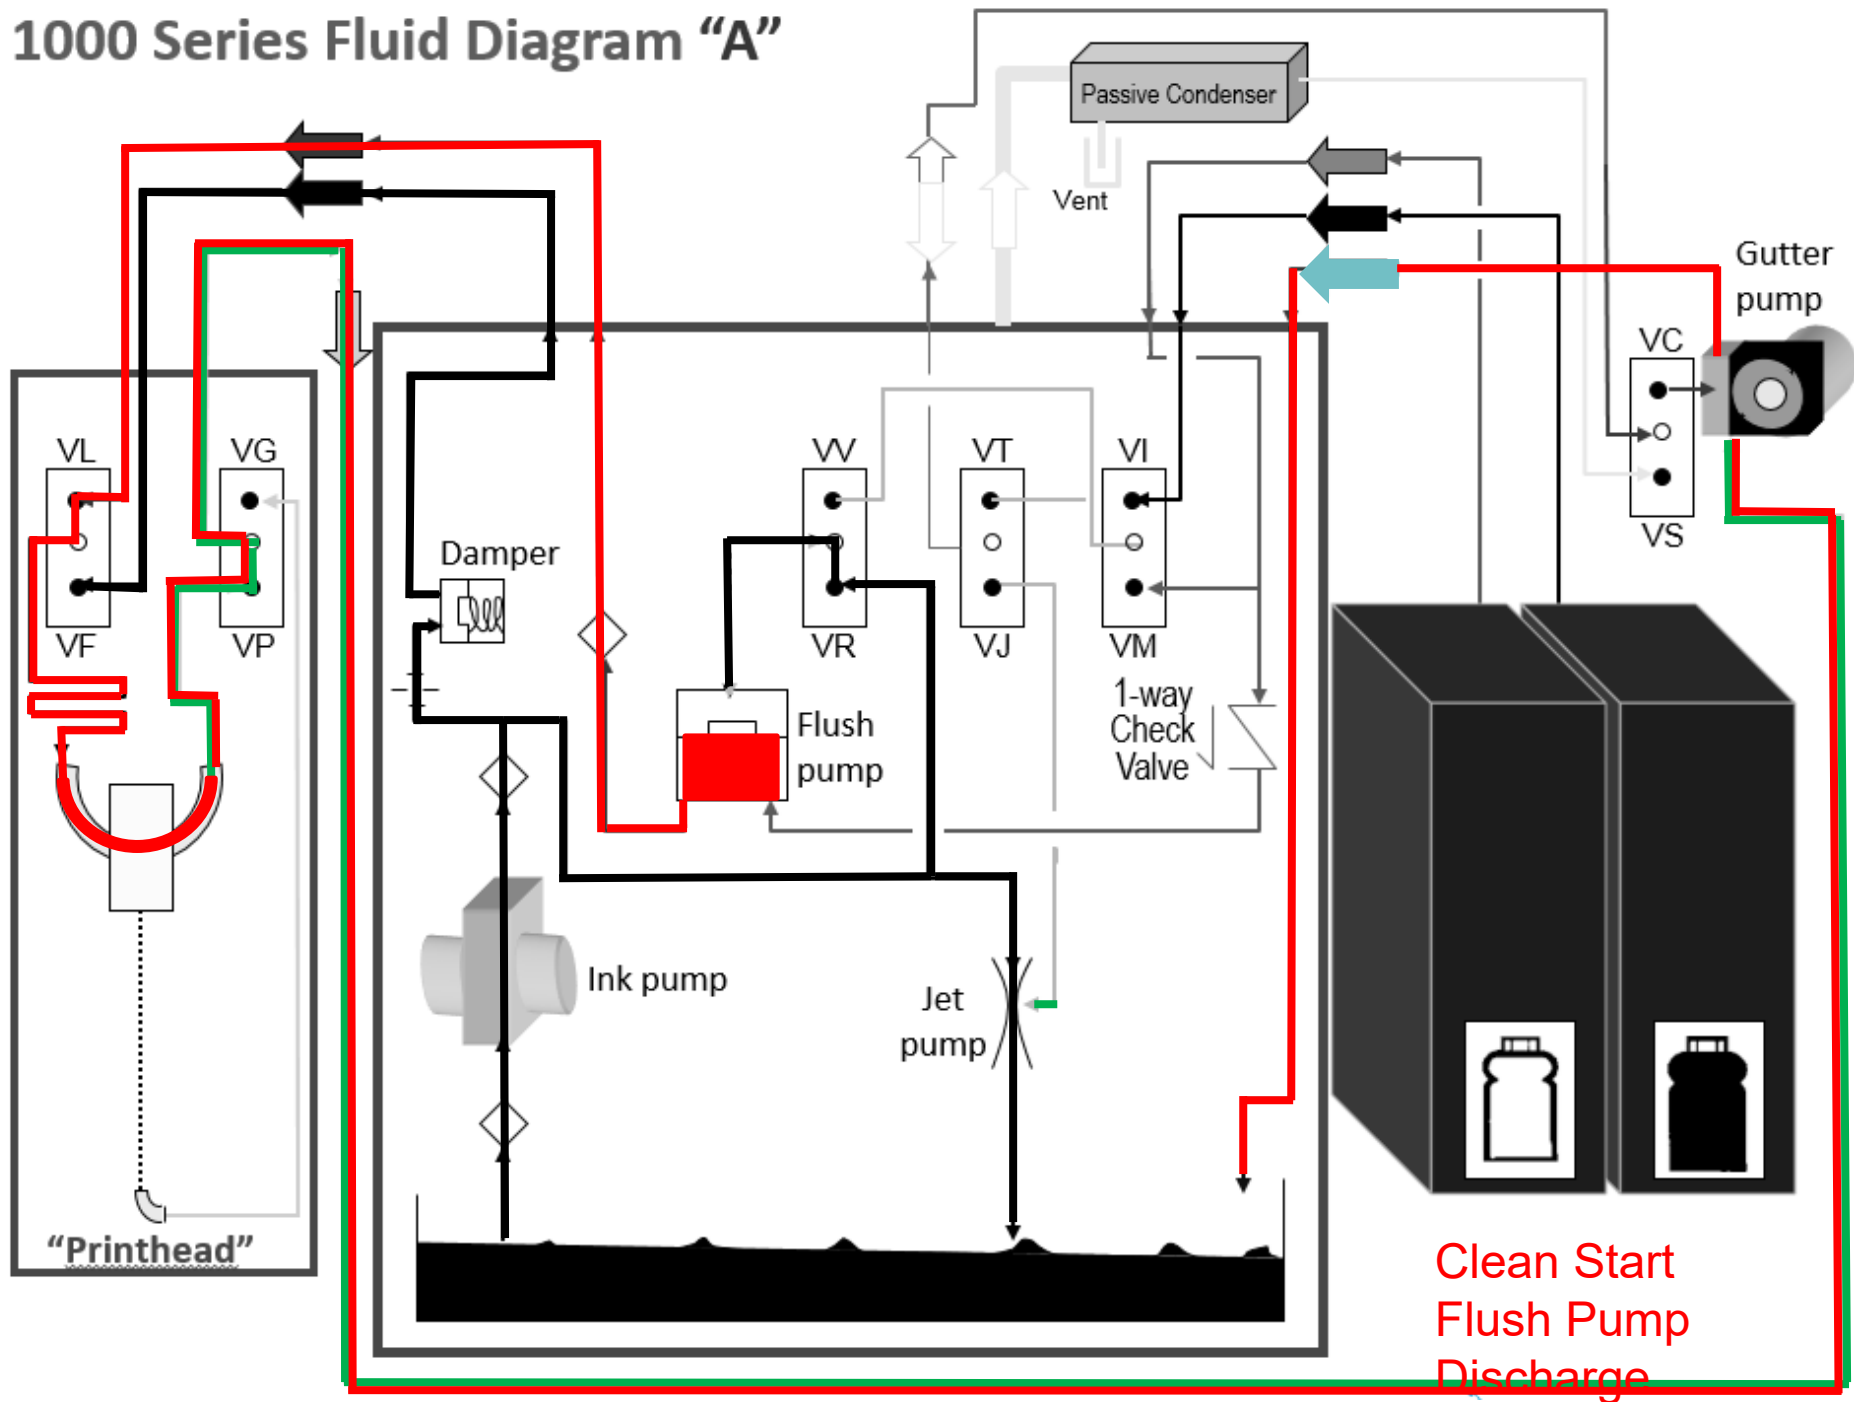 1000 Series Fluid Diagram “A”
Passive Condenser
Vent
Gutter
pump
VC
VS
VL
VG
VV
VT
VI
VF
VP
VR
VJ
VM
Damper
Flush
pump
1-way
Check
Valve
Ink pump
Jet
pump
“Printhead”
Clean Start
Flush Pump
Discharge